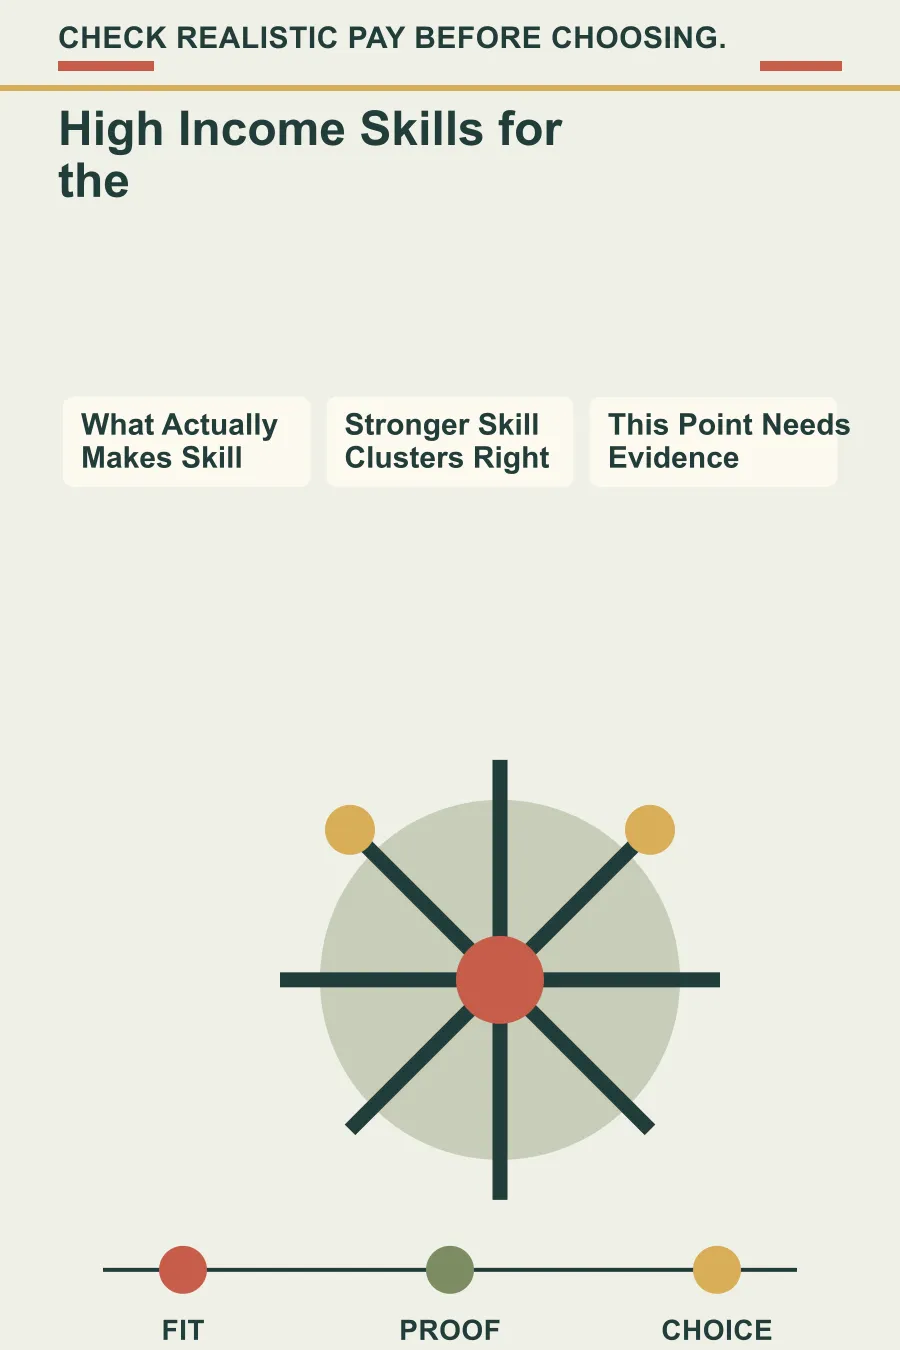 CHECK REALISTIC PAY BEFORE CHOOSING.
High Income Skills for
the
What Actually
Makes Skill
Stronger Skill
Clusters Right
This Point Needs
Evidence
FIT
PROOF
CHOICE